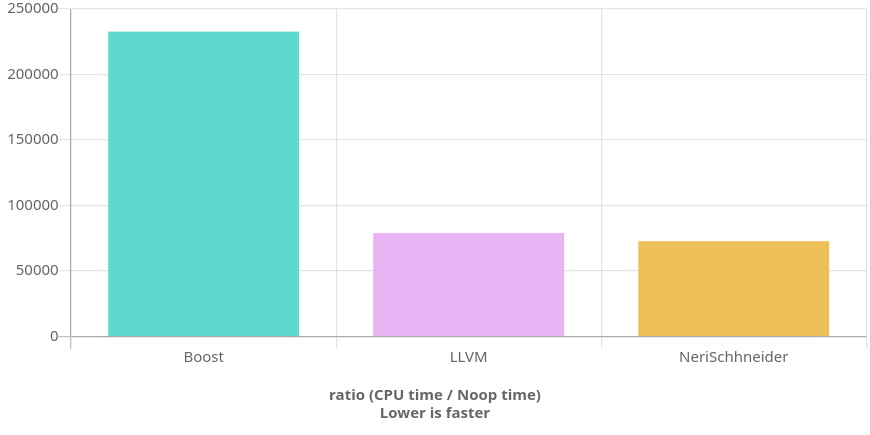 250000
200000
150000
100000
50000
0
Boost LLVM NeriSchhneider
ratio (CPU time / Noop time)
Lower is faster